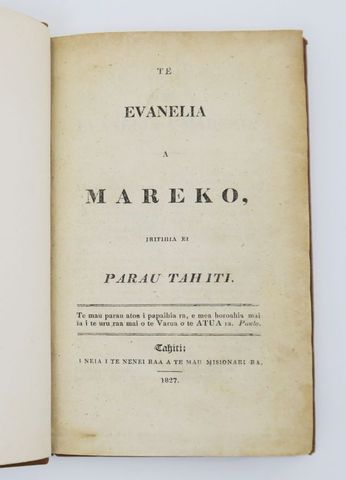 TE
EVANELIA
A
MAREKO,
IRITIHIA EI
PARAU TAHITI.
Te mau parau atoa i papaihia ra, e mea horoahia mai
ia i te uru raa mai o te Varua o te ATUA ra. Paulo.
Tahiti;
I NEIA I TE NENEI RAA A TE MAU MISIONARI RA.
1827.